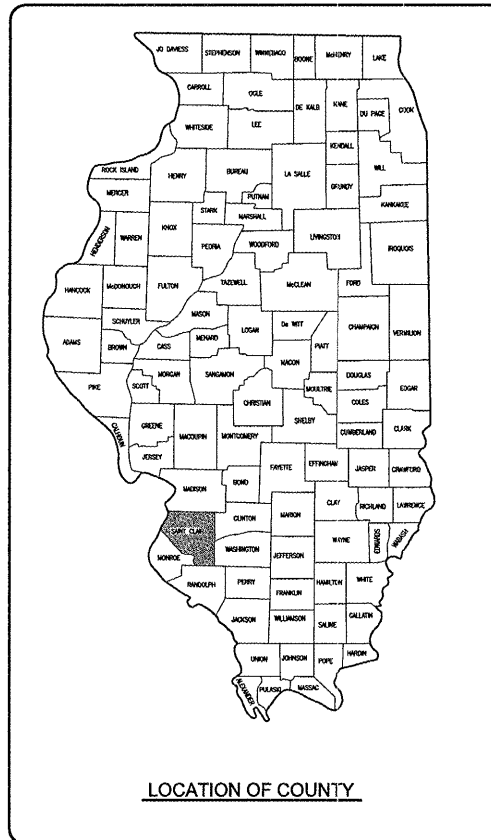 JO DAVIESS
STEPHENSON
WINNEBAGO
BOONE
McHENRY
LAKE
CARROLL
OGLE
DE KALB
KANE
DU PAGE
COOK
WHITESIDE
LEE
KENDALL
WILL
ROCK ISLAND
HENRY
BUREAU
LA SALLE
GRUNDY
MERCER
PUTNAM
KANKAKEE
STARK
MARSHALL
HENDERSON
WARREN
KNOX
PEORIA
WOODFORD
LIVINGSTON
IROQUOIS
HANCOCK
McDONOUGH
FULTON
TAZEWELL
McCLEAN
FORD
SCHUYLER
MASON
LOGAN
De WITT
CHAMPAIGN
VERMILION
ADAMS
BROWN
CASS
MENARD
PIATT
MACON
PIKE
SCOTT
MORGAN
SANGAMON
MOULTRIE
DOUGLAS
EDGAR
CHRISTIAN
COLES
SHELBY
CALHOUN
GREENE
MACOUPIN
MONTGOMERY
CUMBERLAND
CLARK
JERSEY
FAYETTE
EFFINGHAM
JASPER
CRAWFORD
MADISON
BOND
CLAY
RICHLAND
LAWRENCE
SAINT CLAIR
CLINTON
MARION
WAYNE
EDWARDS
WABASH
MONROE
WASHINGTON
JEFFERSON
RANDOLPH
PERRY
HAMILTON
WHITE
FRANKLIN
JACKSON
WILLIAMSON
SALINE
GALLATIN
UNION
JOHNSON
POPE
HARDIN
ALEXANDER
PULASKI
MASSAC
LOCATION OF COUNTY